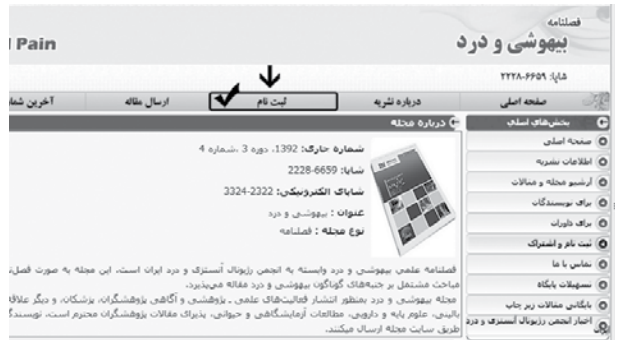 فصلنامه
بیهوشی و درد
l Pain
شاپا: ۶۶۵۹-۲۲۲۸
صفحه اصلی
درباره نشریه
ثبت نام
ارسال مقاله
آخرین
بخش‌های اصلی
صفحه اصلی
اطلاعات نشریه
آرشیو مجله و مقالات
برای نویسندگان
برای داوران
ثبت نام و اشتراک
تماس با ما
تسهیلات پایگاه
بایگانی مقالات زیر چاپ
اخبار انجمن رژیونال آنستزی و درد
درباره مجله
شماره جاری: 1392، دوره 3 ،شماره 4
شاپا: 2228-6659
شاپای الکترونیکی: 2322-3324
عنوان : بیهوشی و درد
نوع مجله : فصلنامه
فصلنامه علمی بیهوشی و درد وابسته به انجمن رژیونال آنستزی و درد ایران است، این مجله به صورت
مباحث مشتمل بر جنبه‌های گوناگون بیهوشی و درد مقاله می‌پذیرد.
مجله بیهوشی و درد بمنظور انتشار فعالیت‌های علمی ـ پژوهشی و آگاهی پژوهشگران، پزشکان، و دیگر
بالینی، علوم پایه و دارویی، مطالعات آزمایشگاهی و حیوانی، پذیرای مقالات پژوهشگران محترم است،
طریق سایت مجله ارسال میکنند.